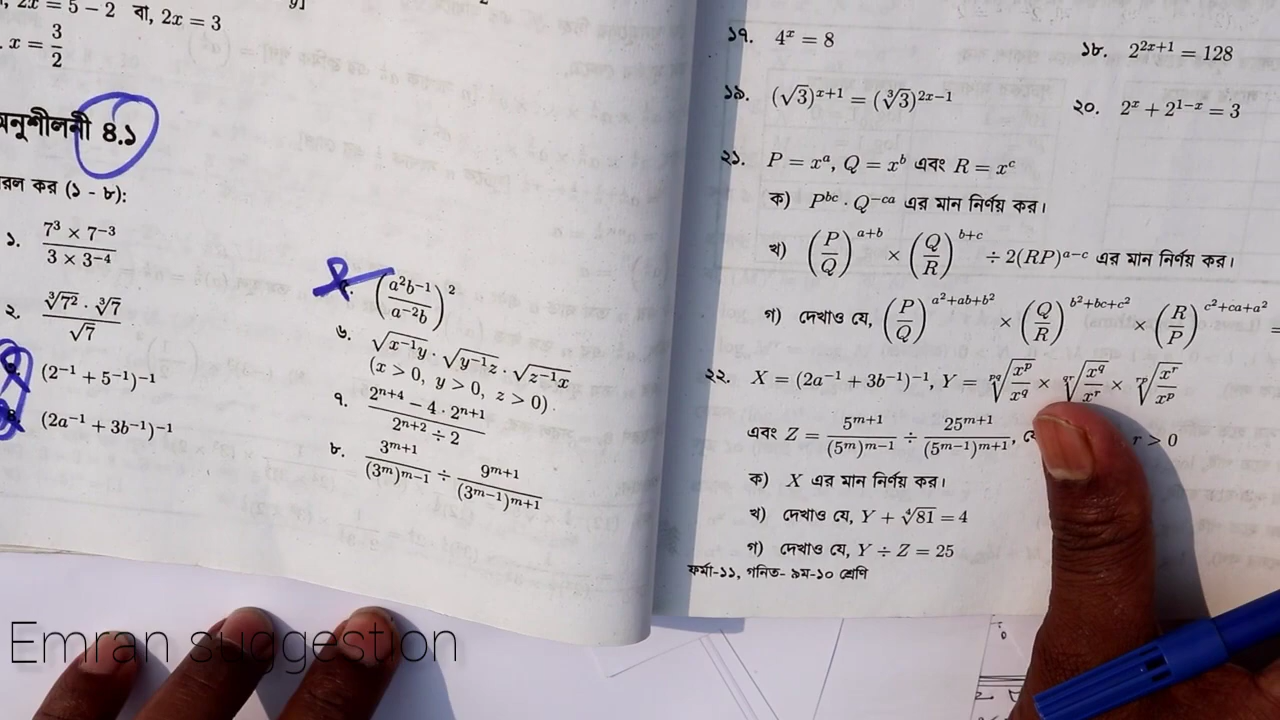 2x = 5 − 2 বা, 2x = 3
x = 3/2
অনুশীলনী 4.১
সরল কর (১ - ৮):
১. (7³ × 7⁻³)/(3 × 3⁻⁴)
২. (∛7² · ∛7)/√7
(2⁻¹ + 5⁻¹)⁻¹
(2a⁻¹ + 3b⁻¹)⁻¹
(a²b⁻¹/a⁻²b)²
৬. √(x⁻¹y) · √(y⁻¹z) · √(z⁻¹x)
(x > 0, y > 0, z > 0).
৭. (2ⁿ⁺⁴ − 4 · 2ⁿ⁺¹)/(2ⁿ⁺² ÷ 2)
৮. 3ᵐ⁺¹/(3ᵐ)ᵐ⁻¹ ÷ 9ᵐ⁺¹/(3ᵐ⁻¹)ᵐ⁺¹
১৭. 4ˣ = 8
১৮. 2²ˣ⁺¹ = 128
১৯. (√3)ˣ⁺¹ = (∛3)²ˣ⁻¹
২০. 2ˣ + 2¹⁻ˣ = 3
২১. P = xᵃ, Q = xᵇ এবং R = xᶜ
ক) Pᵇᶜ · Q⁻ᶜᵃ এর মান নির্ণয় কর।
খ) (P/Q)ᵃ⁺ᵇ × (Q/R)ᵇ⁺ᶜ ÷ 2(RP)ᵃ⁻ᶜ এর মান নির্ণয় কর।
গ) দেখাও যে, (P/Q)^(a²+ab+b²) × (Q/R)^(b²+bc+c²) × (R/P)^(c²+ca+a²) =
২২. X = (2a⁻¹ + 3b⁻¹)⁻¹, Y = ᵖ𐞥√(xᵖ/x𐞥) × 𐞥ʳ√(x𐞥/xʳ) × ʳᵖ√(xʳ/xᵖ)
এবং Z = 5ᵐ⁺¹/(5ᵐ)ᵐ⁻¹ ÷ 25ᵐ⁺¹/(5ᵐ⁻¹)ᵐ⁺¹, r > 0
ক) X এর মান নির্ণয় কর।
খ) দেখাও যে, Y + ∜81 = 4
গ) দেখাও যে, Y ÷ Z = 25
ফর্মা-১১, গণিত- ৯ম-১০ শ্রেণি
Emran suggestion